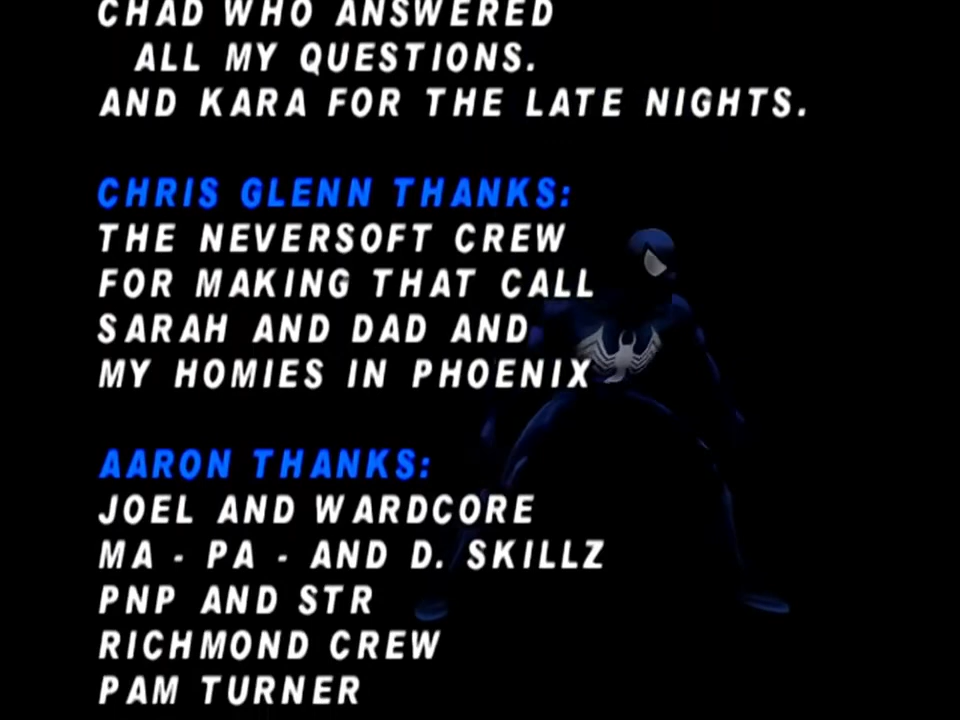 CHAD WHO ANSWERED
ALL MY QUESTIONS.
AND KARA FOR THE LATE NIGHTS.
CHRIS GLENN THANKS:
THE NEVERSOFT CREW
FOR MAKING THAT CALL
SARAH AND DAD AND
MY HOMIES IN PHOENIX
AARON THANKS:
JOEL AND WARDCORE
MA - PA - AND D. SKILLZ
PNP AND STR
RICHMOND CREW
PAM TURNER